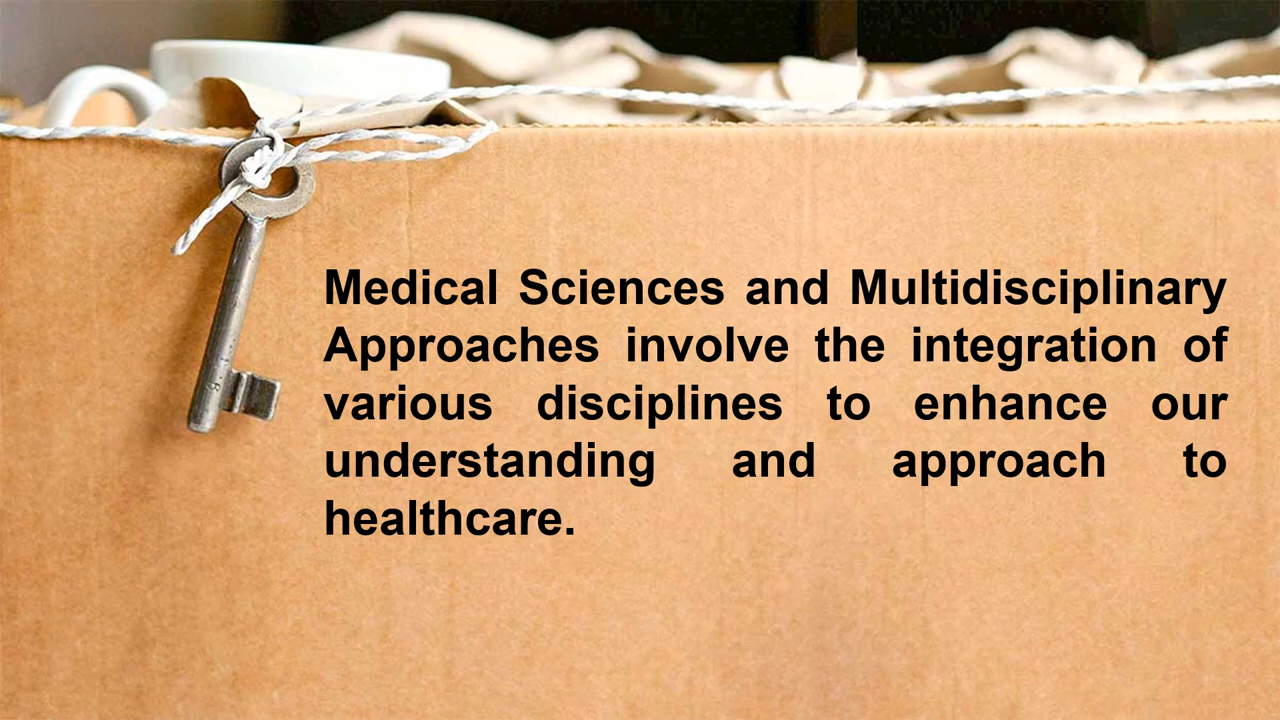 Medical Sciences and Multidisciplinary
Approaches involve the integration of
various disciplines to enhance our
understanding and approach to
healthcare.